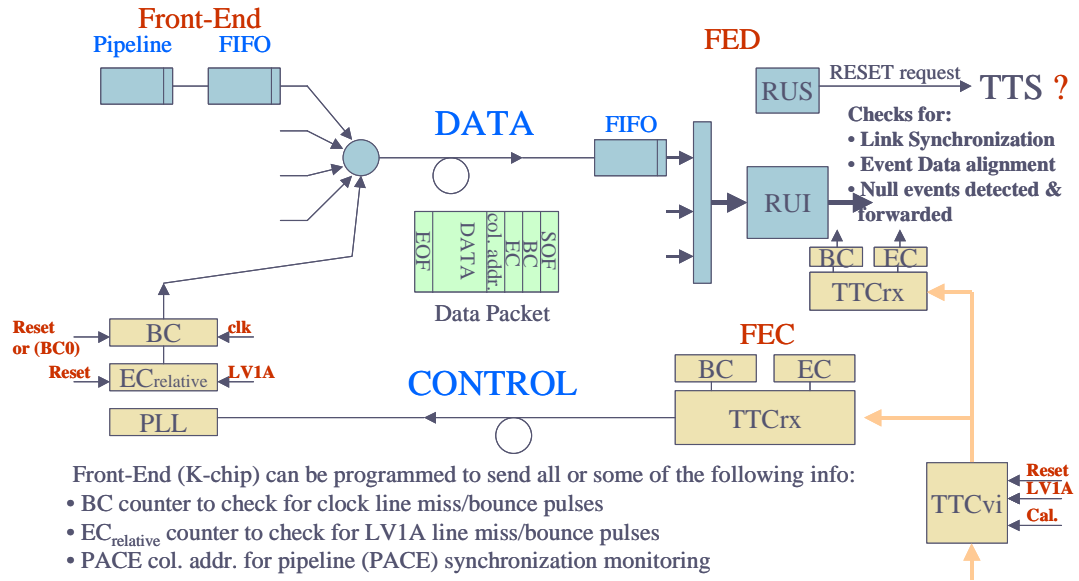 Front-End
Pipeline
FIFO
FED
RUS
RESET request
TTS ?
Checks for:
• Link Synchronization
• Event Data alignment
• Null events detected &
forwarded
DATA
FIFO
RUI
EOF
DATA
col. addr.
EC
BC
SOF
Data Packet
BC
EC
TTCrx
Reset
or (BC0)
BC
clk
Reset
ECrelative
LV1A
PLL
CONTROL
FEC
BC
EC
TTCrx
TTCvi
Reset
LV1A
Cal.
Front-End (K-chip) can be programmed to send all or some of the following info:
• BC counter to check for clock line miss/bounce pulses
• ECrelative counter to check for LV1A line miss/bounce pulses
• PACE col. addr. for pipeline (PACE) synchronization monitoring